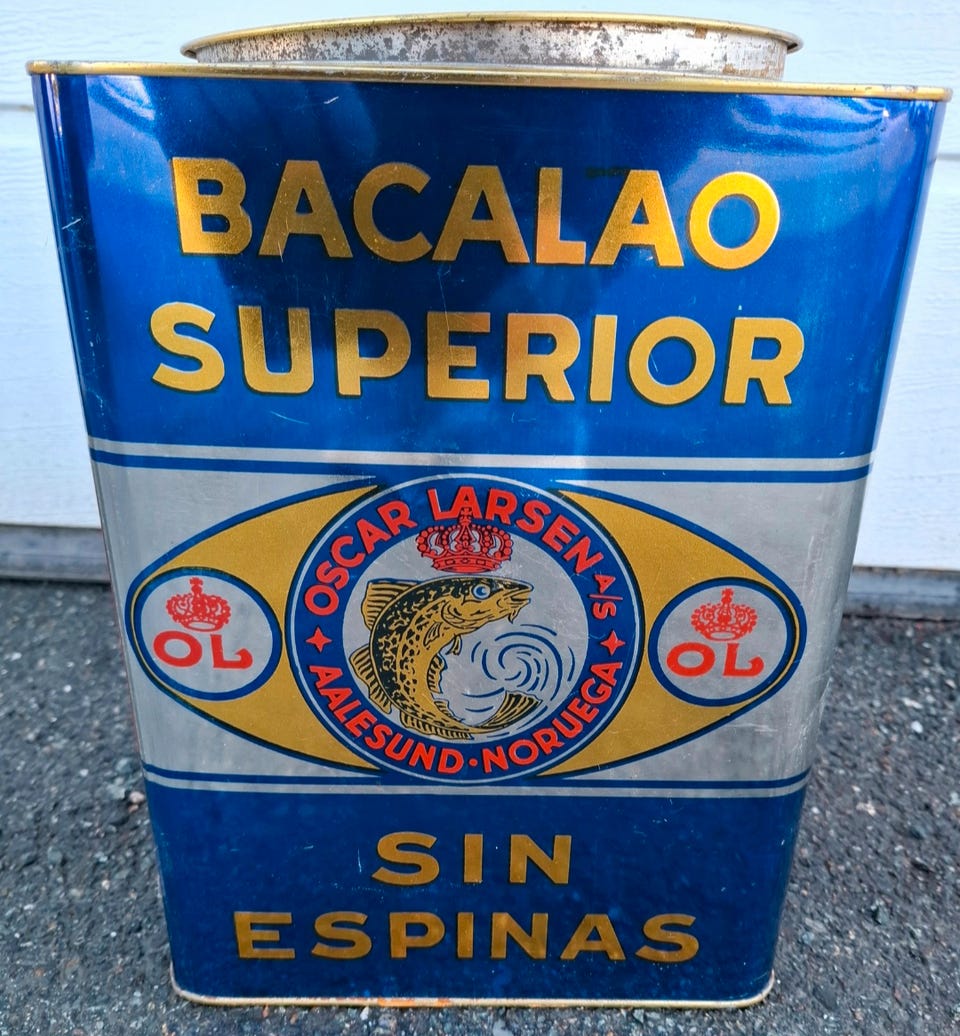 BACALAO
SUPERIOR
OSCAR LARSEN A/S
AALESUND · NORUEGA
OL
OL
SIN
ESPINAS